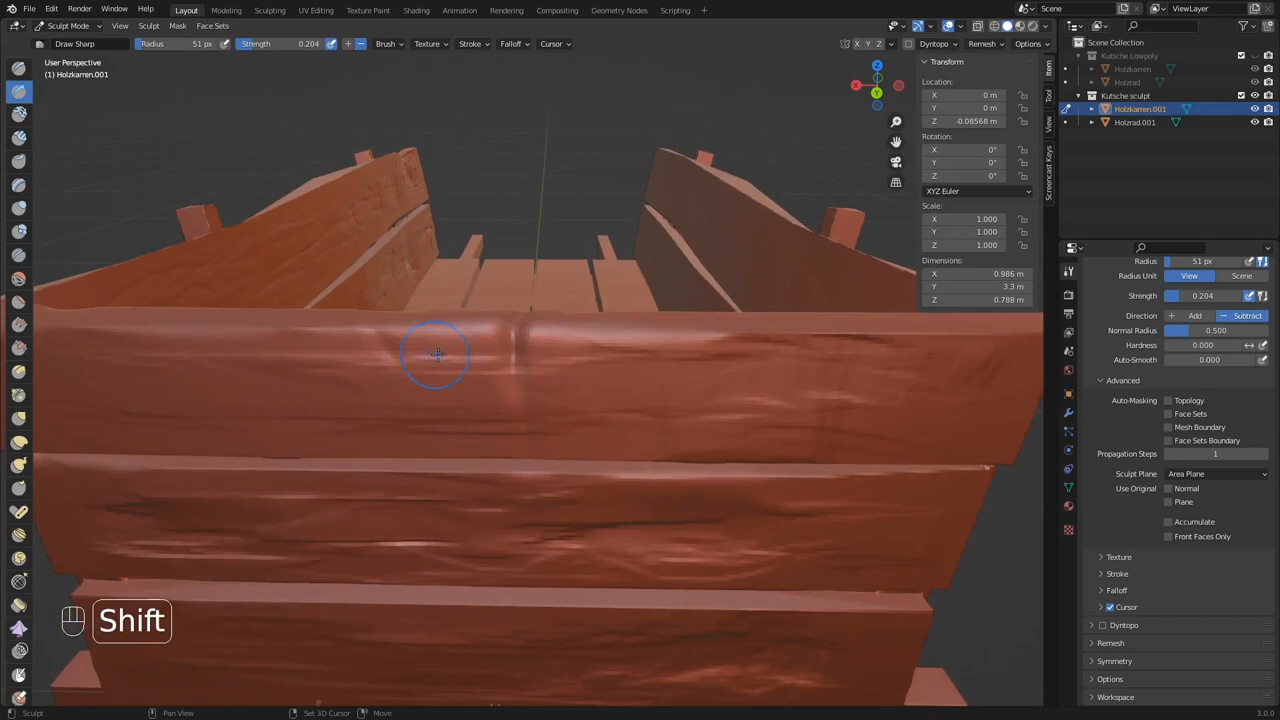 File Edit Render Window Help Layout Modeling Sculpting UV Editing Texture Paint Shading Animation Rendering Compositing Geometry Nodes Scripting + Scene ViewLayer
Sculpt Mode View Sculpt Mask Face Sets X Y Z Dyntopo Remesh Options
Draw Sharp Radius 51 px Strength 0.204 + − Brush Texture Stroke Falloff Cursor
User Perspective
(1) Holzkarren.001
Z
X
Y
Transform
Location:
X 0 m
Y 0 m
Z -0.08568 m
Rotation:
X 0°
Y 0°
Z 0°
XYZ Euler
Scale:
X 1.000
Y 1.000
Z 1.000
Dimensions:
X 0.986 m
Y 3.3 m
Z 0.788 m
Item
Tool
View
Screencast Keys
Scene Collection
Kutsche Lowpoly
Holzkarren
Holzrad
Kutsche sculpt
Holzkarren.001
Holzrad.001
Radius 51 px
Radius Unit View Scene
Strength 0.204
Direction + Add − Subtract
Normal Radius 0.500
Hardness 0.000
Auto-Smooth 0.000
Advanced
Auto-Masking Topology
Face Sets
Mesh Boundary
Face Sets Boundary
Propagation Steps 1
Sculpt Plane Area Plane
Use Original Normal
Plane
Accumulate
Front Faces Only
Texture
Stroke
Falloff
Cursor
Dyntopo
Remesh
Symmetry
Options
Workspace
Shift
Sculpt Pan View Set 3D Cursor Move 3.0.0